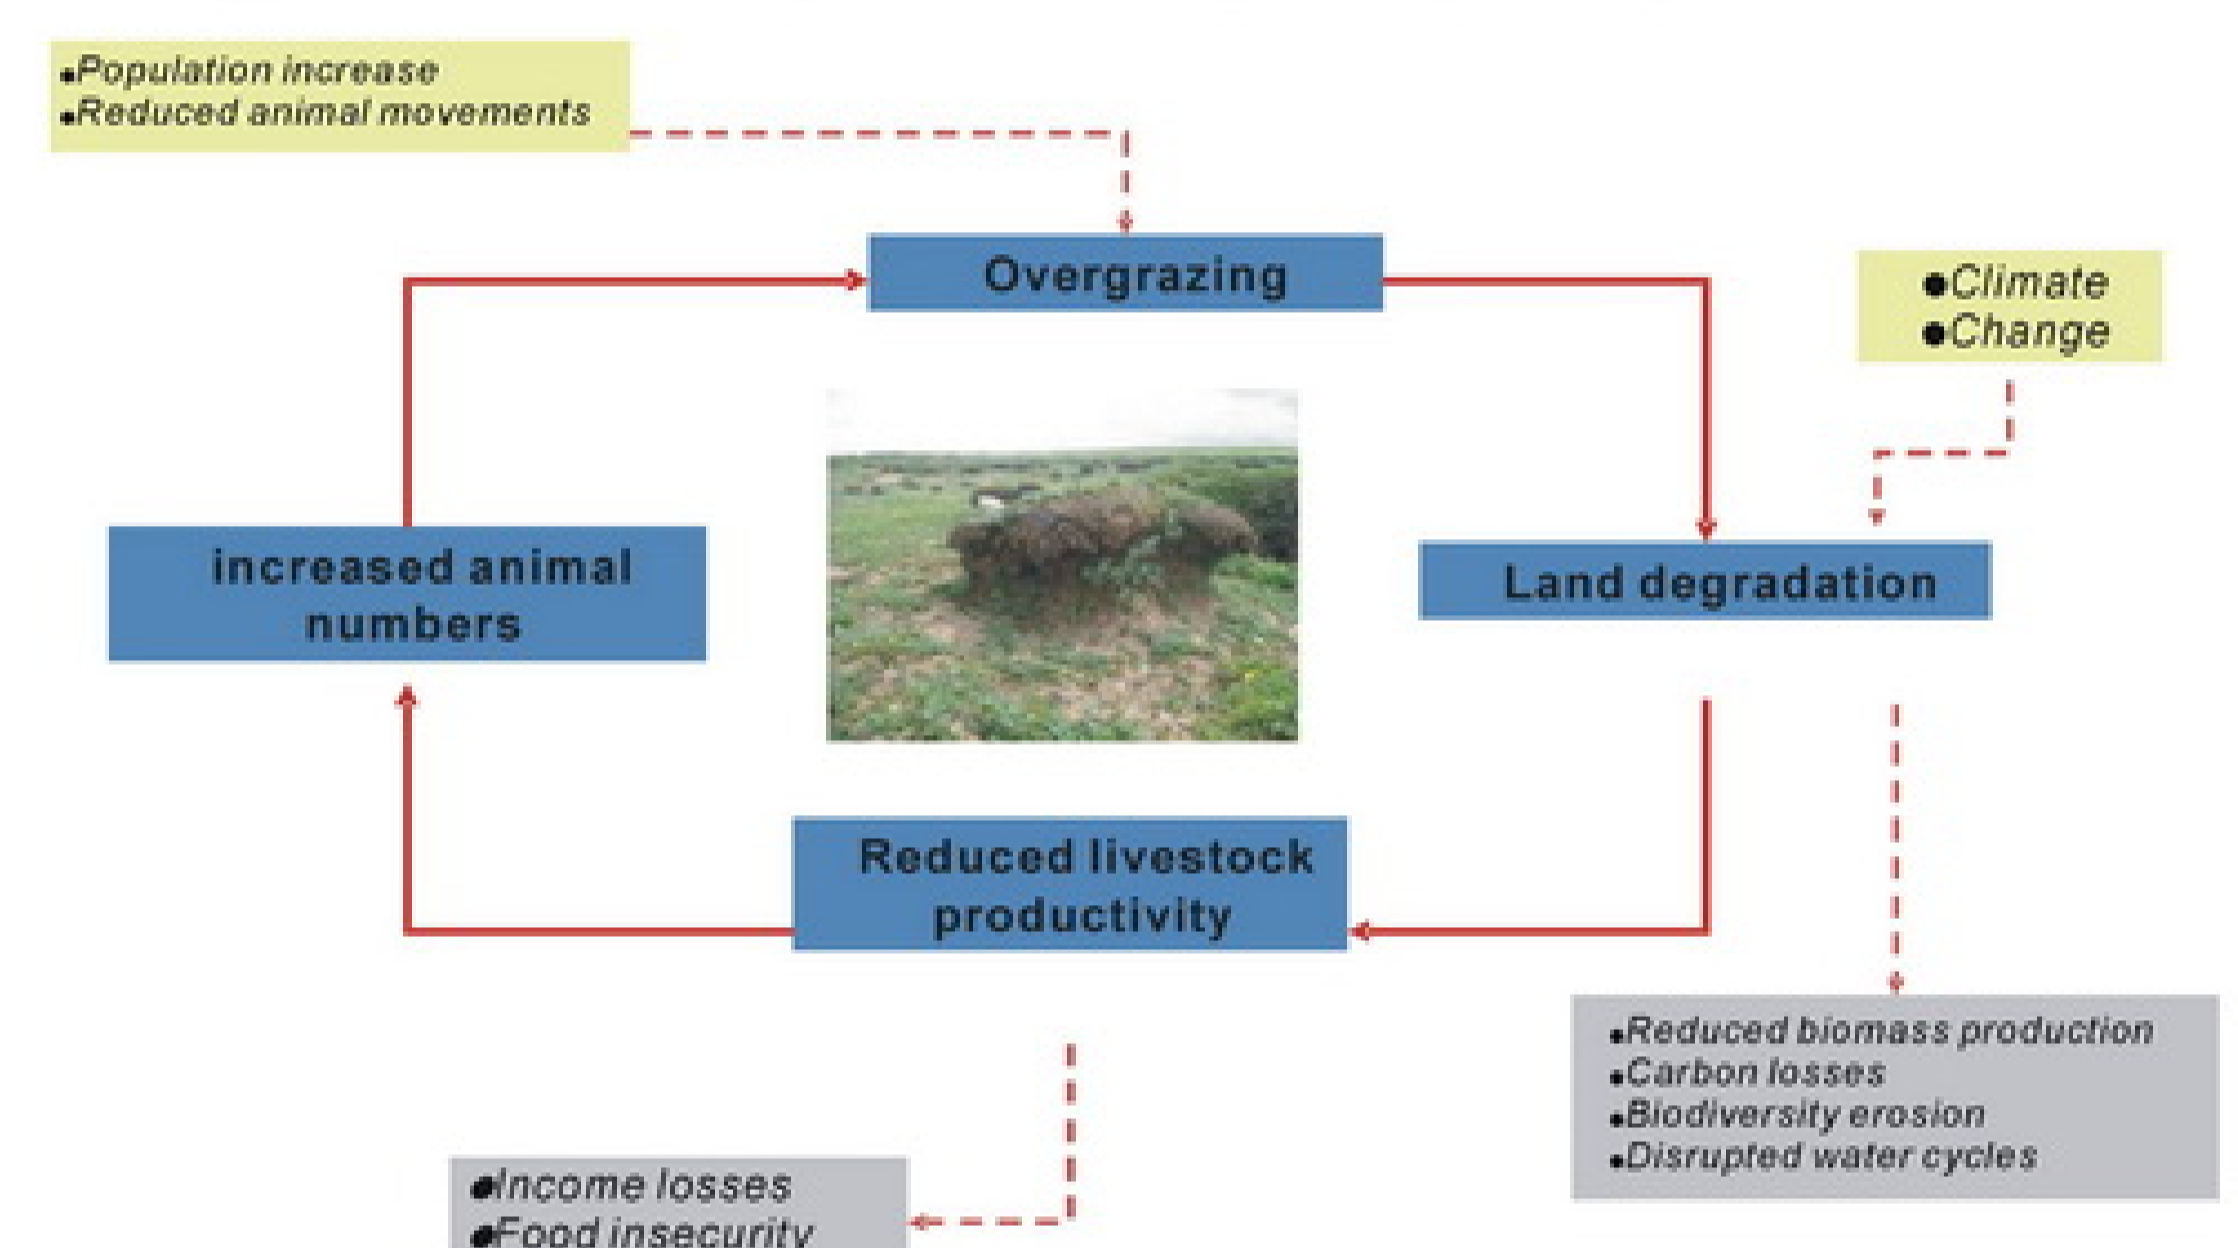 •Population increase
•Reduced animal movements
Overgrazing
●Climate
●Change
increased animal
numbers
Land degradation
Reduced livestock
productivity
•Reduced biomass production
•Carbon losses
•Biodiversity erosion
•Disrupted water cycles
●Income losses
●Food insecurity